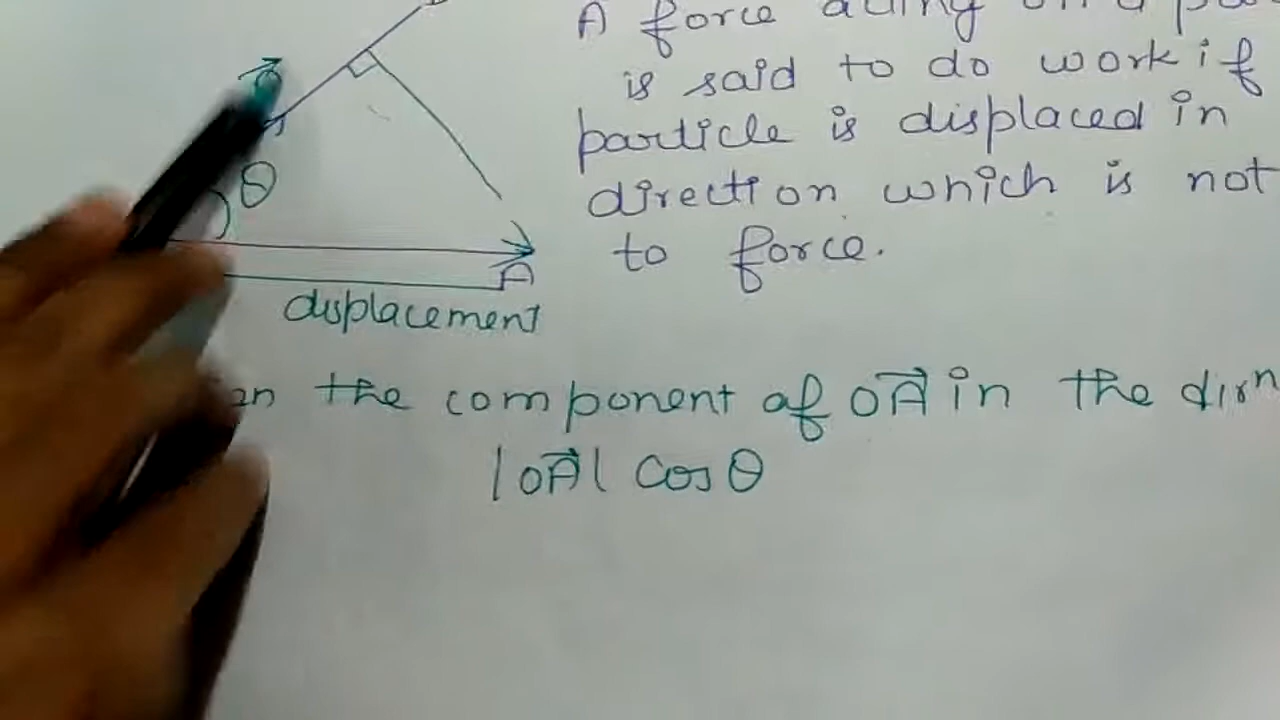 A force acting on a
is said to do work if
particle is displaced in
direction which is not
to force.
θ
A
displacement
the component of OA⃗ in the dirⁿ
|OA⃗| cos θ